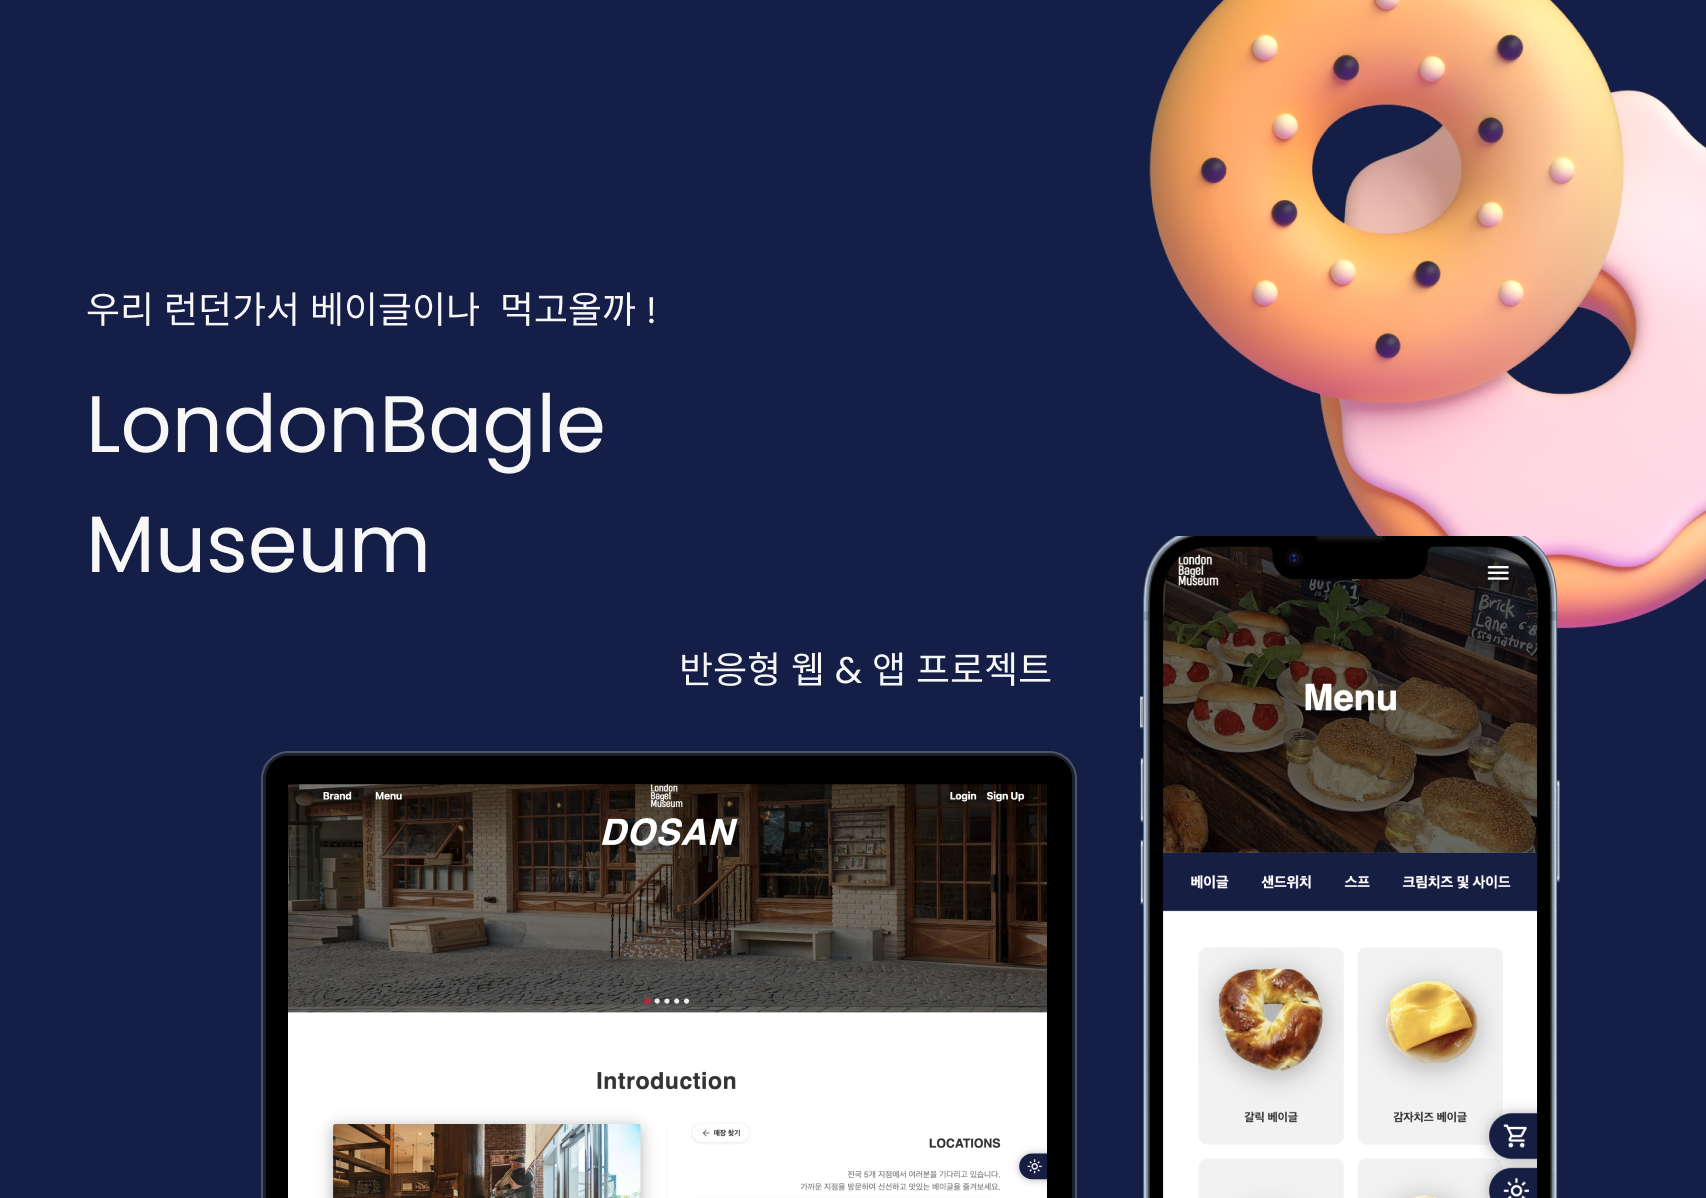 우리 런던가서 베이글이나 먹고올까 !
LondonBagle
Museum
반응형 웹 & 앱 프로젝트
Brand
Menu
London
Bagel
Museum
Login
Sign Up
DOSAN
Introduction
매장 찾기
LOCATIONS
전국 5개 지점에서 여러분을 기다리고 있습니다.
가까운 지점을 방문하여 신선하고 맛있는 베이글을 즐겨보세요.
London
Bagel
Museum
Brick
Lane
(signature)
Menu
베이글
샌드위치
스프
크림치즈 및 사이드
갈릭 베이글
감자치즈 베이글